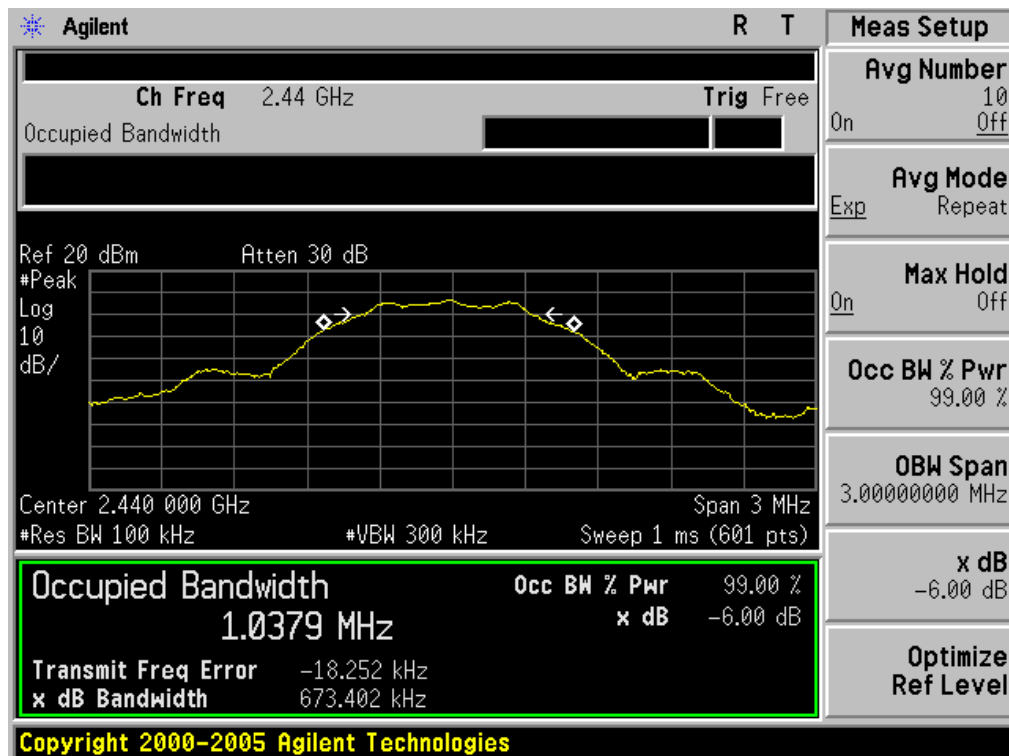 Agilent R T
Ch Freq 2.44 GHz Trig Free
Occupied Bandwidth
Ref 20 dBm Atten 30 dB
#Peak
Log
10
dB/
Center 2.440 000 GHz Span 3 MHz
#Res BW 100 kHz #VBW 300 kHz Sweep 1 ms (601 pts)
Occupied Bandwidth
1.0379 MHz
Occ BW % Pwr 99.00 %
x dB -6.00 dB
Transmit Freq Error -18.252 kHz
x dB Bandwidth 673.402 kHz
Copyright 2000-2005 Agilent Technologies
Meas Setup
Avg Number
10
On Off
Avg Mode
Exp Repeat
Max Hold
On Off
Occ BW % Pwr
99.00 %
OBW Span
3.00000000 MHz
x dB
-6.00 dB
Optimize
Ref Level